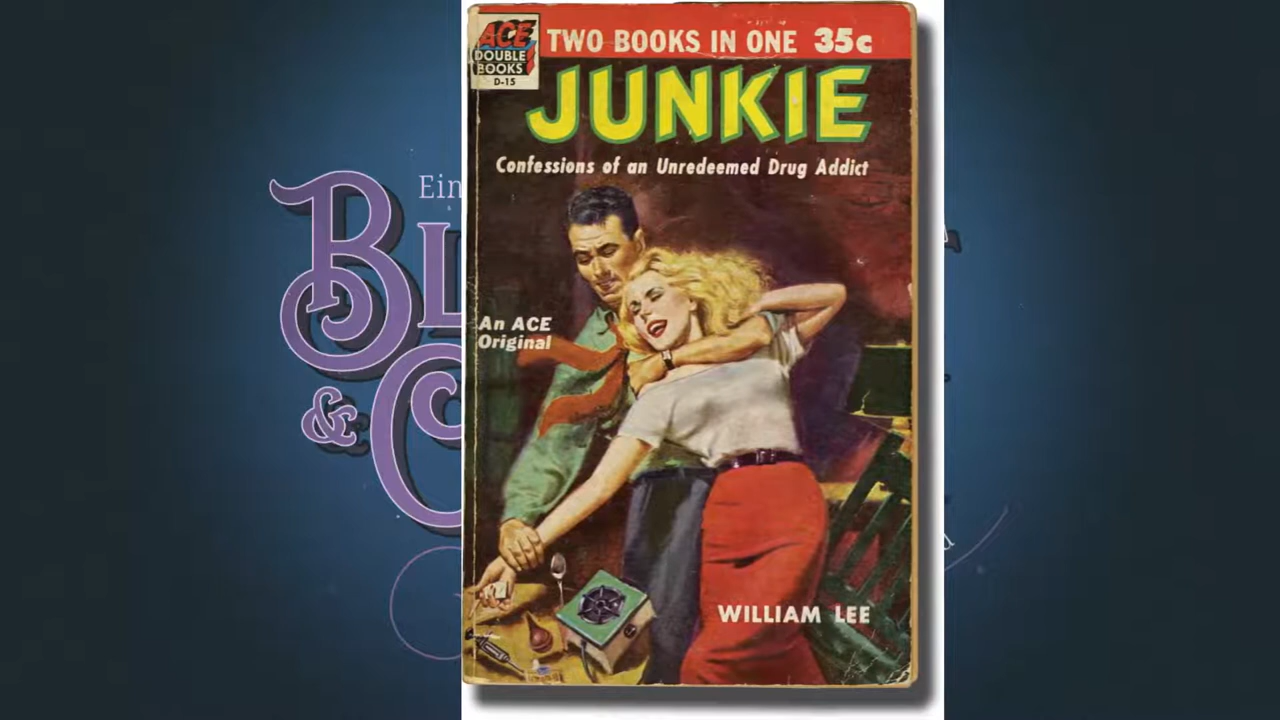 ACE
DOUBLE
BOOKS
D-15
TWO BOOKS IN ONE 35c
JUNKIE
Confessions of an Unredeemed Drug Addict
Ein
An ACE
Original
&
WILLIAM LEE